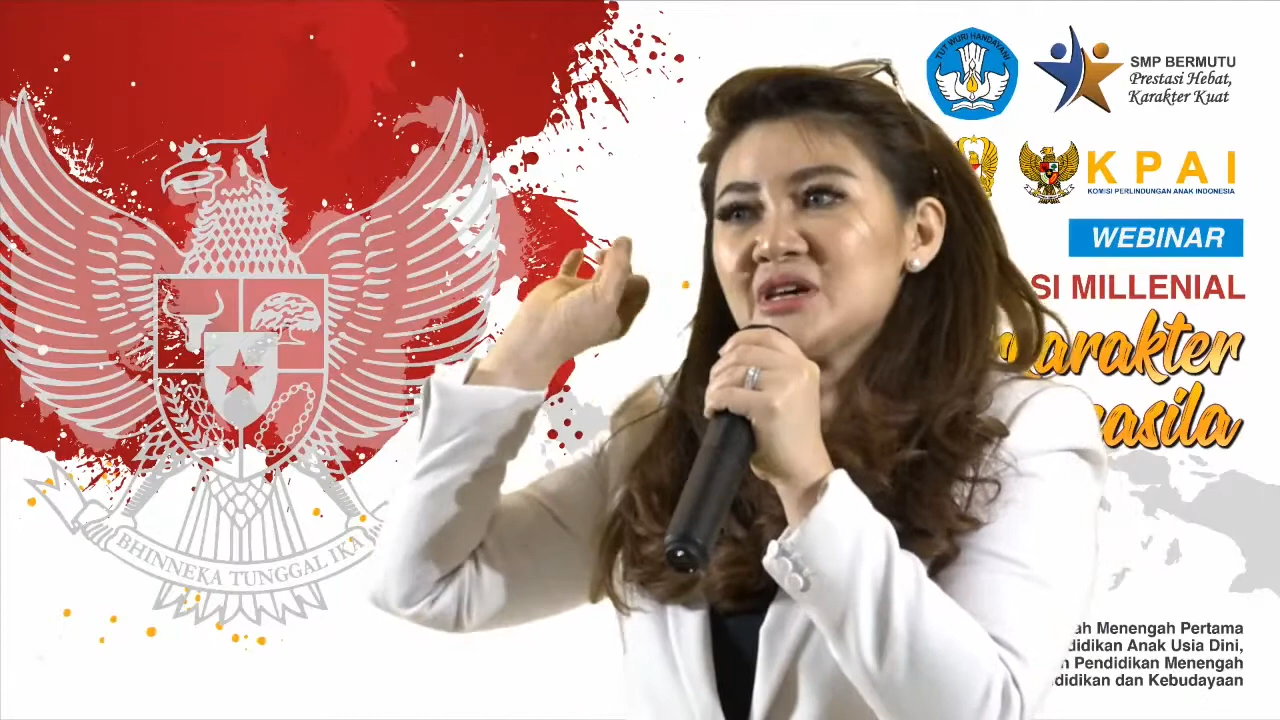 TUT WURI HANDAYANI
SMP BERMUTU
Prestasi Hebat,
Karakter Kuat
KPAI
KOMISI PERLINDUNGAN ANAK INDONESIA
WEBINAR
SI MILLENIAL
Karakter
casila
BHINNEKA TUNGGAL IKA
ah Menengah Pertama
didikan Anak Usia Dini,
n Pendidikan Menengah
didikan dan Kebudayaan